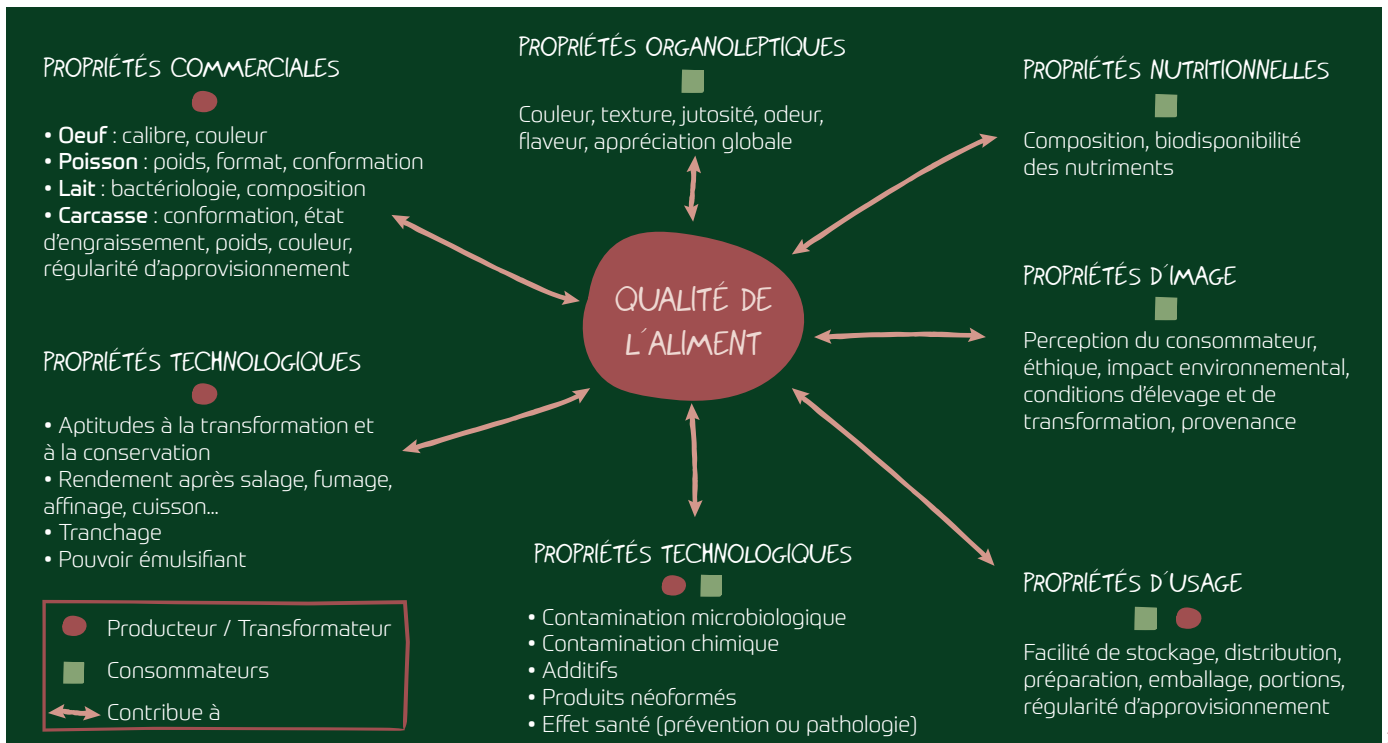 PROPRIÉTÉS COMMERCIALES
• Oeuf : calibre, couleur
• Poisson : poids, format, conformation
• Lait : bactériologie, composition
• Carcasse : conformation, état
d'engraissement, poids, couleur,
régularité d'approvisionnement
PROPRIÉTÉS ORGANOLEPTIQUES
Couleur, texture, jutosité, odeur,
flaveur, appréciation globale
PROPRIÉTÉS NUTRITIONNELLES
Composition, biodisponibilité
des nutriments
QUALITÉ DE
L'ALIMENT
PROPRIÉTÉS D'IMAGE
Perception du consommateur,
éthique, impact environnemental,
conditions d'élevage et de
transformation, provenance
PROPRIÉTÉS TECHNOLOGIQUES
• Aptitudes à la transformation et
à la conservation
• Rendement après salage, fumage,
affinage, cuisson...
• Tranchage
• Pouvoir émulsifiant
PROPRIÉTÉS TECHNOLOGIQUES
• Contamination microbiologique
• Contamination chimique
• Additifs
• Produits néoformés
• Effet santé (prévention ou pathologie)
PROPRIÉTÉS D'USAGE
Facilité de stockage, distribution,
préparation, emballage, portions,
régularité d'approvisionnement
Producteur / Transformateur
Consommateurs
Contribue à